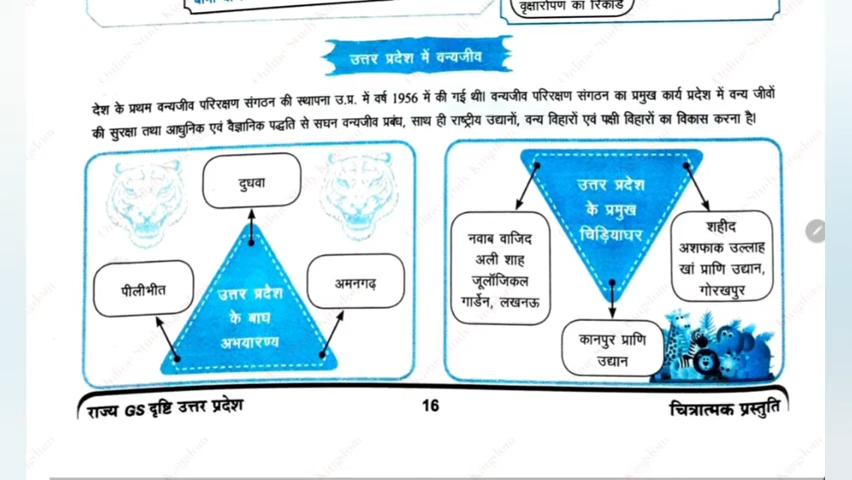 वृक्षारोपण का रिकॉर्ड
उत्तर प्रदेश में वन्यजीव
देश के प्रथम वन्यजीव परिरक्षण संगठन की स्थापना उ.प्र. में वर्ष 1956 में की गई थी। वन्यजीव परिरक्षण संगठन का प्रमुख कार्य प्रदेश में वन्य जीवों
की सुरक्षा तथा आधुनिक एवं वैज्ञानिक पद्धति से सघन वन्यजीव प्रबंध, साथ ही राष्ट्रीय उद्यानों, वन्य विहारों एवं पक्षी विहारों का विकास करना है।
दुधवा
पीलीभीत
अमनगढ़
उत्तर प्रदेश
के बाघ
अभयारण्य
उत्तर प्रदेश
के प्रमुख
चिड़ियाघर
नवाब वाजिद
अली शाह
जूलॉजिकल
गार्डेन, लखनऊ
शहीद
अशफाक उल्लाह
खां प्राणि उद्यान,
गोरखपुर
कानपुर प्राणि
उद्यान
राज्य GS दृष्टि उत्तर प्रदेश
16
चित्रात्मक प्रस्तुति